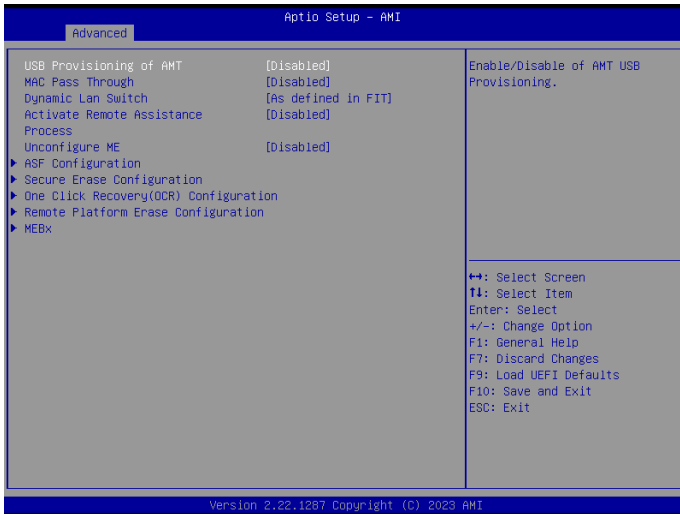 Aptio Setup – AMI
Advanced
USB Provisioning of AMT [Disabled]
MAC Pass Through [Disabled]
Dynamic Lan Switch [As defined in FIT]
Activate Remote Assistance [Disabled]
Process
Unconfigure ME [Disabled]
ASF Configuration
Secure Erase Configuration
One Click Recovery(OCR) Configuration
Remote Platform Erase Configuration
MEBx
Enable/Disable of AMT USB
Provisioning.
↔: Select Screen
↑↓: Select Item
Enter: Select
+/-: Change Option
F1: General Help
F7: Discard Changes
F9: Load UEFI Defaults
F10: Save and Exit
ESC: Exit
Version 2.22.1287 Copyright (C) 2023 AMI